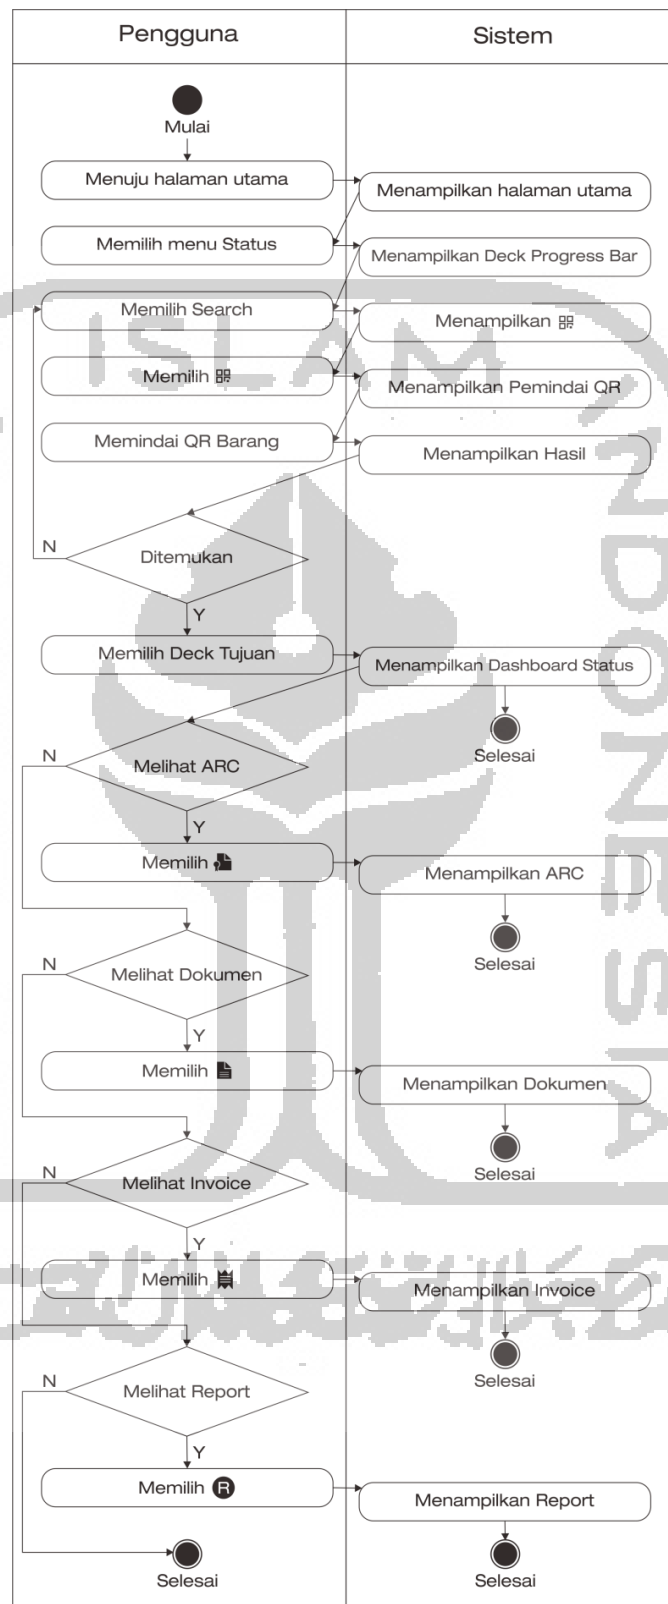 Pengguna
Sistem
Mulai
Menuju halaman utama
Menampilkan halaman utama
Memilih menu Status
Menampilkan Deck Progress Bar
Memilih Search
Menampilkan
Memilih
Menampilkan Pemindai QR
Memindai QR Barang
Menampilkan Hasil
N
Ditemukan
Y
Memilih Deck Tujuan
Menampilkan Dashboard Status
Selesai
N
Melihat ARC
Y
Memilih
Menampilkan ARC
Selesai
N
Melihat Dokumen
Y
Memilih
Menampilkan Dokumen
Selesai
N
Melihat Invoice
Y
Memilih
Menampilkan Invoice
Selesai
N
Melihat Report
Y
Memilih R
Menampilkan Report
Selesai
Selesai
ISLAM
INDONESIA